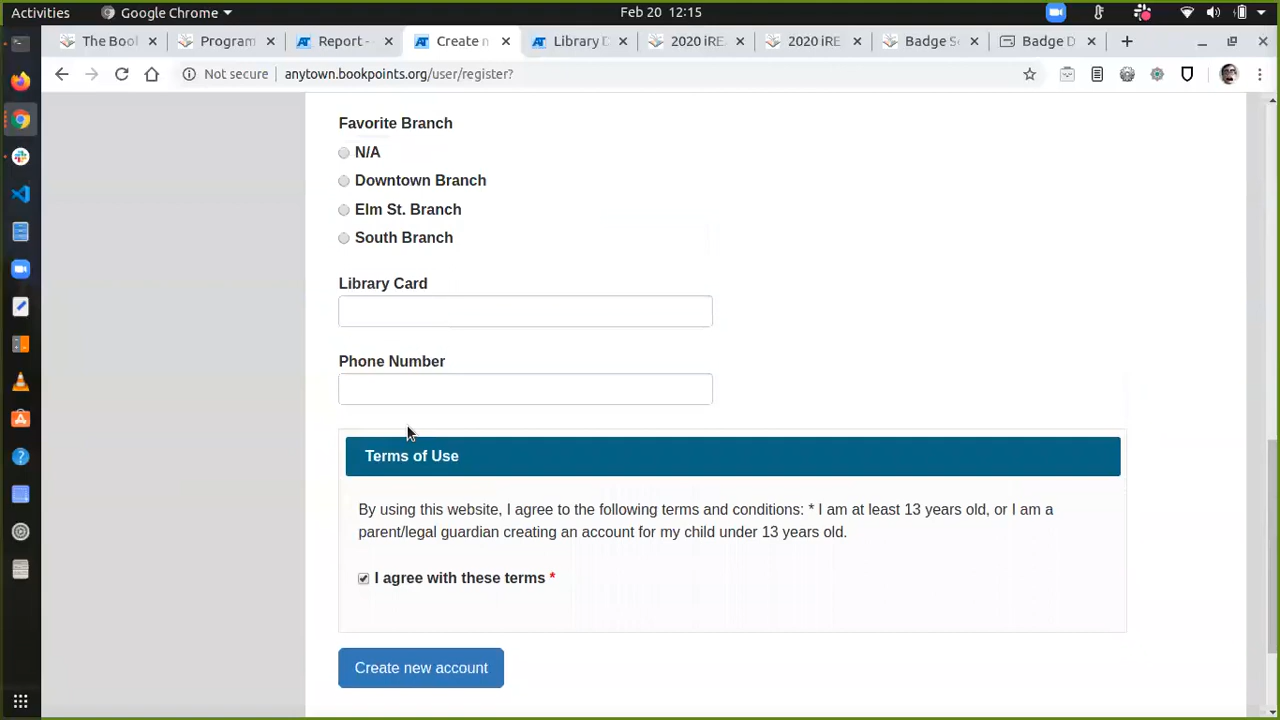 Activities
Google Chrome
Feb 20 12:15
The Bool
Program
Report -
Create n
Library D
2020 iRE
2020 iRE
Badge S
Badge D
Not secure
anytown.bookpoints.org/user/register?
Favorite Branch
N/A
Downtown Branch
Elm St. Branch
South Branch
Library Card
Phone Number
Terms of Use
By using this website, I agree to the following terms and conditions: * I am at least 13 years old, or I am a
parent/legal guardian creating an account for my child under 13 years old.
I agree with these terms *
Create new account